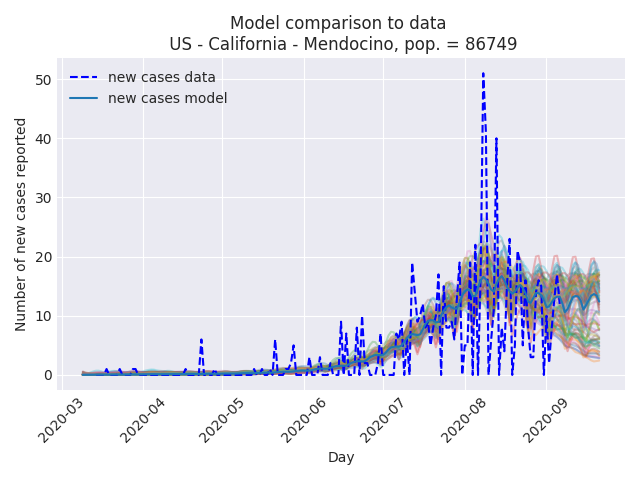 Model comparison to data
US - California - Mendocino, pop. = 86749
new cases data
new cases model
Number of new cases reported
50
40
30
20
10
0
2020-03
2020-04
2020-05
2020-06
2020-07
2020-08
2020-09
Day